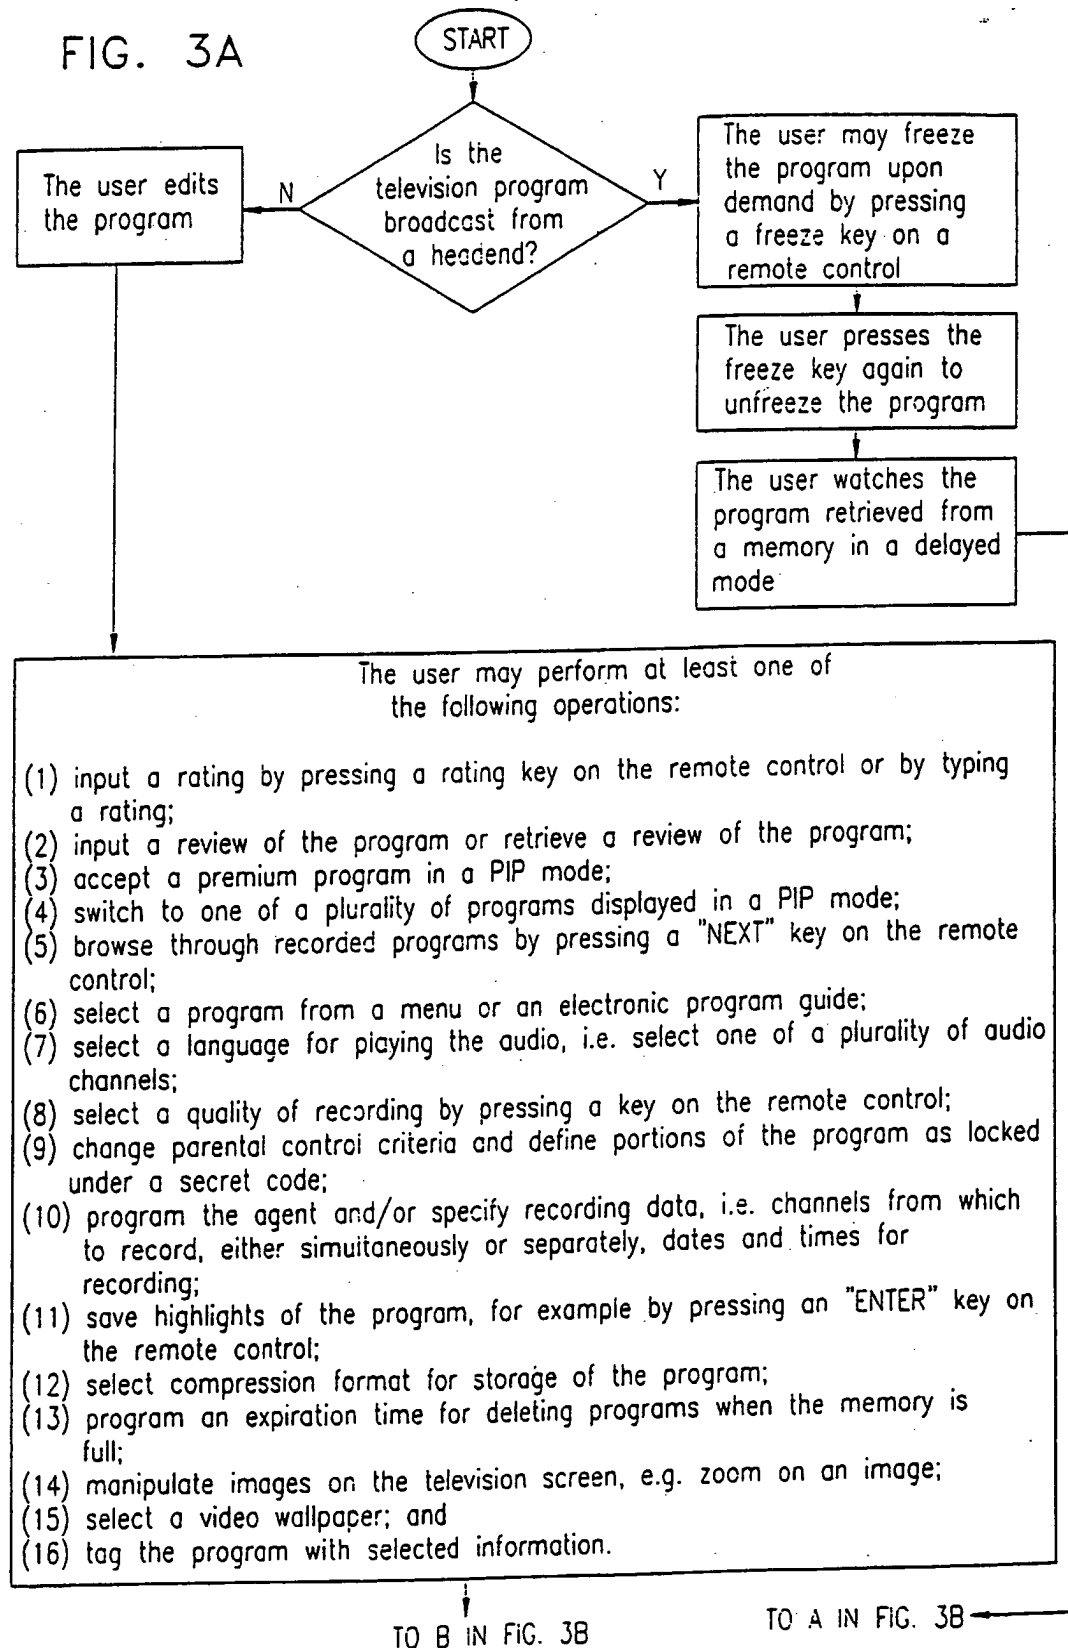 FIG. 3A
START
Is the
television program
broadcast from
a headend?
N
Y
The user edits
the program
The user may freeze
the program upon
demand by pressing
a freeze key on a
remote control
The user presses the
freeze key again to
unfreeze the program
The user watches the
program retrieved from
a memory in a delayed
mode
The user may perform at least one of
the following operations:
(1) input a rating by pressing a rating key on the remote control or by typing
a rating;
(2) input a review of the program or retrieve a review of the program;
(3) accept a premium program in a PIP mode;
(4) switch to one of a plurality of programs displayed in a PIP mode;
(5) browse through recorded programs by pressing a "NEXT" key on the remote
control;
(6) select a program from a menu or an electronic program guide;
(7) select a language for playing the audio, i.e. select one of a plurality of audio
channels;
(8) select a quality of recording by pressing a key on the remote control;
(9) change parental control criteria and define portions of the program as locked
under a secret code;
(10) program the agent and/or specify recording data, i.e. channels from which
to record, either simultaneously or separately, dates and times for
recording;
(11) save highlights of the program, for example by pressing an "ENTER" key on
the remote control;
(12) select compression format for storage of the program;
(13) program an expiration time for deleting programs when the memory is
full;
(14) manipulate images on the television screen, e.g. zoom on an image;
(15) select a video wallpaper; and
(16) tag the program with selected information.
TO B IN FIG. 3B
TO A IN FIG. 3B